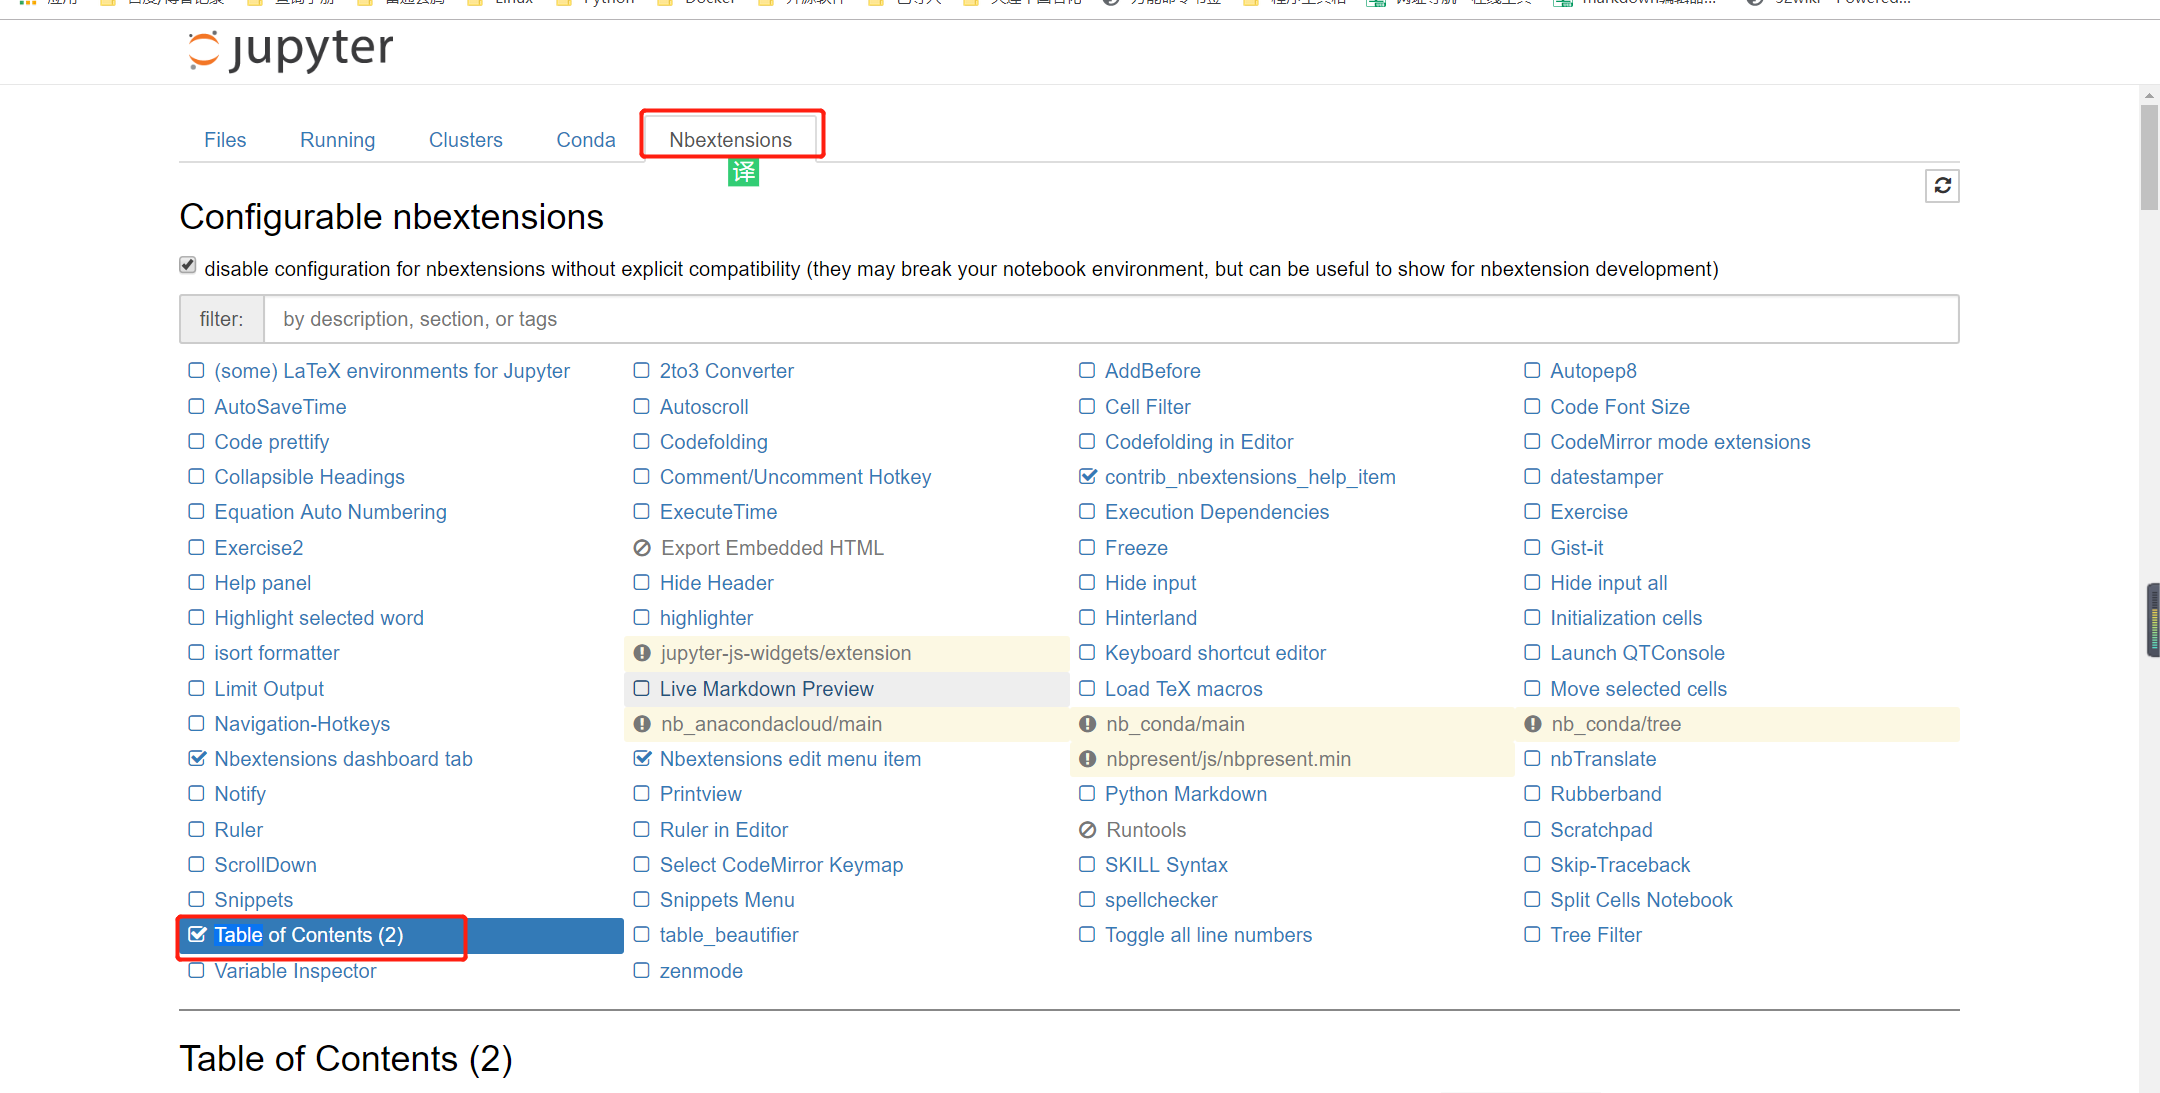 jupyter
Files Running Clusters Conda Nbextensions
译
Configurable nbextensions
disable configuration for nbextensions without explicit compatibility (they may break your notebook environment, but can be useful to show for nbextension development)
filter: by description, section, or tags
(some) LaTeX environments for Jupyter 2to3 Converter AddBefore Autopep8
AutoSaveTime Autoscroll Cell Filter Code Font Size
Code prettify Codefolding Codefolding in Editor CodeMirror mode extensions
Collapsible Headings Comment/Uncomment Hotkey contrib_nbextensions_help_item datestamper
Equation Auto Numbering ExecuteTime Execution Dependencies Exercise
Exercise2 Export Embedded HTML Freeze Gist-it
Help panel Hide Header Hide input Hide input all
Highlight selected word highlighter Hinterland Initialization cells
isort formatter jupyter-js-widgets/extension Keyboard shortcut editor Launch QTConsole
Limit Output Live Markdown Preview Load TeX macros Move selected cells
Navigation-Hotkeys nb_anacondacloud/main nb_conda/main nb_conda/tree
Nbextensions dashboard tab Nbextensions edit menu item nbpresent/js/nbpresent.min nbTranslate
Notify Printview Python Markdown Rubberband
Ruler Ruler in Editor Runtools Scratchpad
ScrollDown Select CodeMirror Keymap SKILL Syntax Skip-Traceback
Snippets Snippets Menu spellchecker Split Cells Notebook
Table of Contents (2) table_beautifier Toggle all line numbers Tree Filter
Variable Inspector zenmode
Table of Contents (2)